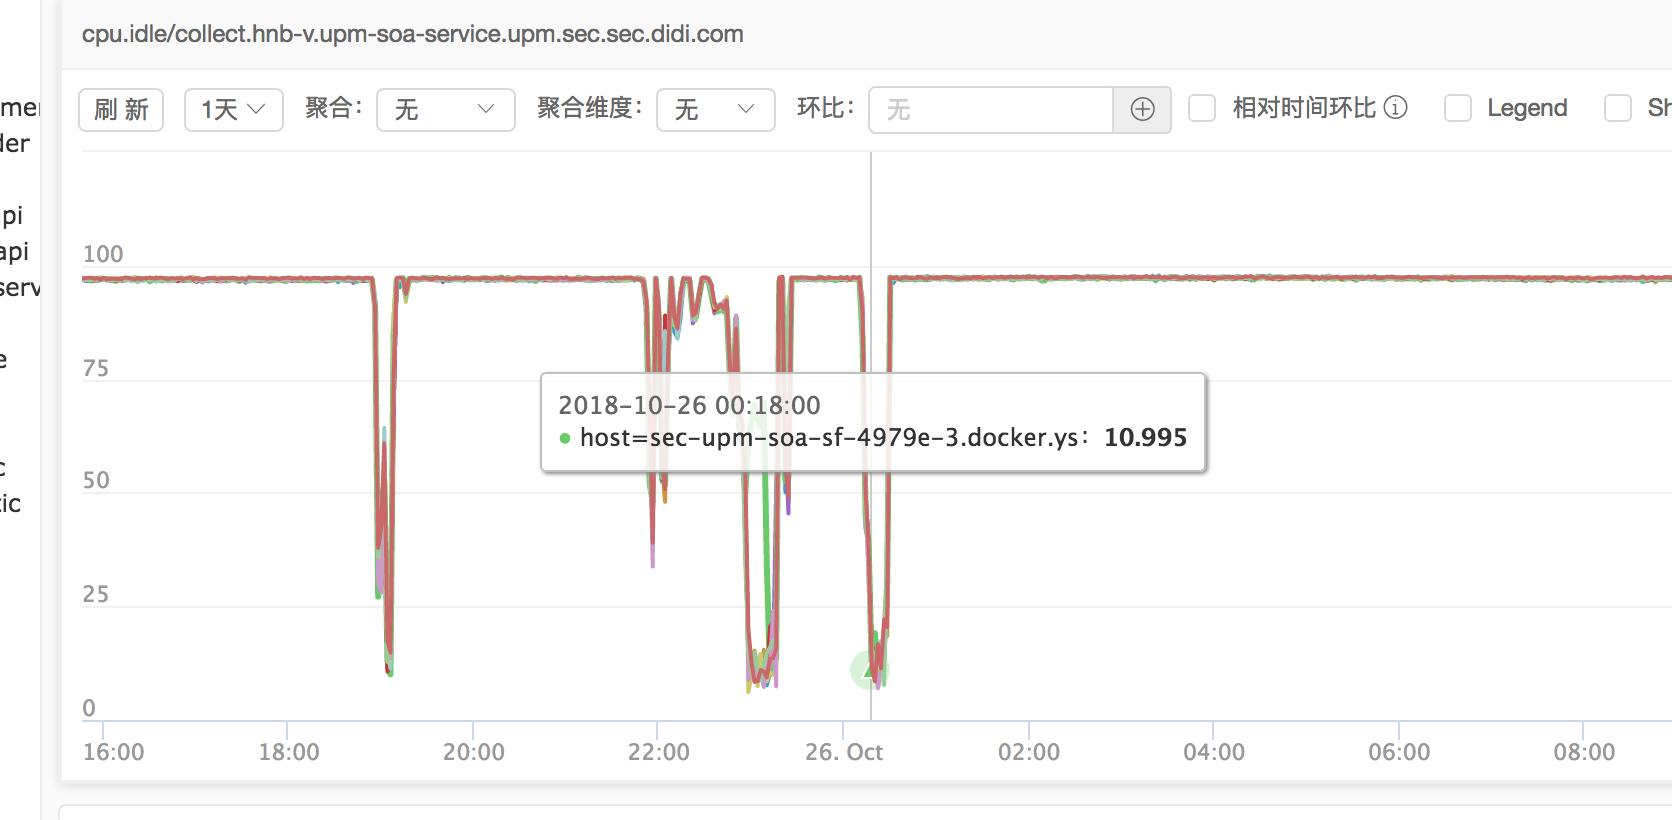 cpu.idle/collect.hnb-v.upm-soa-service.upm.sec.sec.didi.com
刷 新 1天 聚合： 无 聚合维度： 无 环比： 无 相对时间环比 Legend
der
pi
api
serv
e
c
tic
100
75
50
25
0
2018-10-26 00:18:00
host=sec-upm-soa-sf-4979e-3.docker.ys: 10.995
16:00 18:00 20:00 22:00 26. Oct 02:00 04:00 06:00 08:00